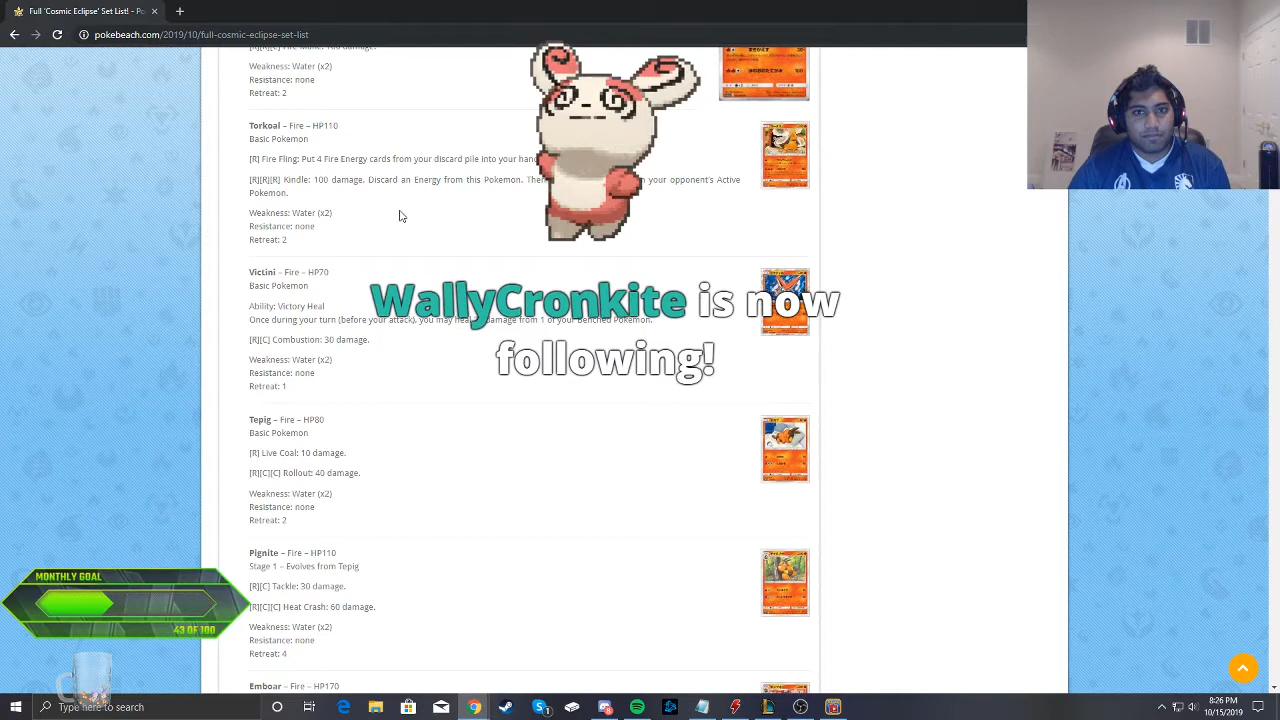 Full 'Cosmic Eclipse' Set List - Po
pokebeach.com/2019/10/full-cosmic-eclipse-set-list
Weakness: Water (x2)
Resistance: none
Retreat: 2
Torkoal – Fire – HP110
Basic Pokemon
[R] Fire Fling: Put 4 Fire Energy cards from your discard pile into your hand
[R][R][R] Kindle: 100 damage. Discard an Energy from this Pokemon. Then your opponent's Active
Pokemon.
Weakness: Water (x2)
Resistance: none
Retreat: 2
Victini – Fire – HP70
Basic Pokemon
Ability: Victory Heal
Once during your turn (before your attack), you may heal damage from 1 of your Benched Pokemon.
[R][C] Combustion: 30 damage.
Weakness: Water (x2)
Resistance: none
Retreat: 1
WallyCronkite is now
following!
Tepig – Fire – HP80
Basic Pokemon
[R] Live Goal: 10 damage.
[R][C][C] Rollout: 40 damage.
Weakness: Water (x2)
Resistance: none
Retreat: 2
Pignite – Fire – HP110
Stage 1 – Evolves from Tepig
[R][C] Tackle: 30 damage.
[R][C][C] Heat Crash: 60 damage.
Weakness: Water (x2)
Resistance: none
Retreat: 4
Emboar – Fire – HP170
MONTHLY GOAL
43 OF 100
Type here to search
8:26 PM
10/15/2019